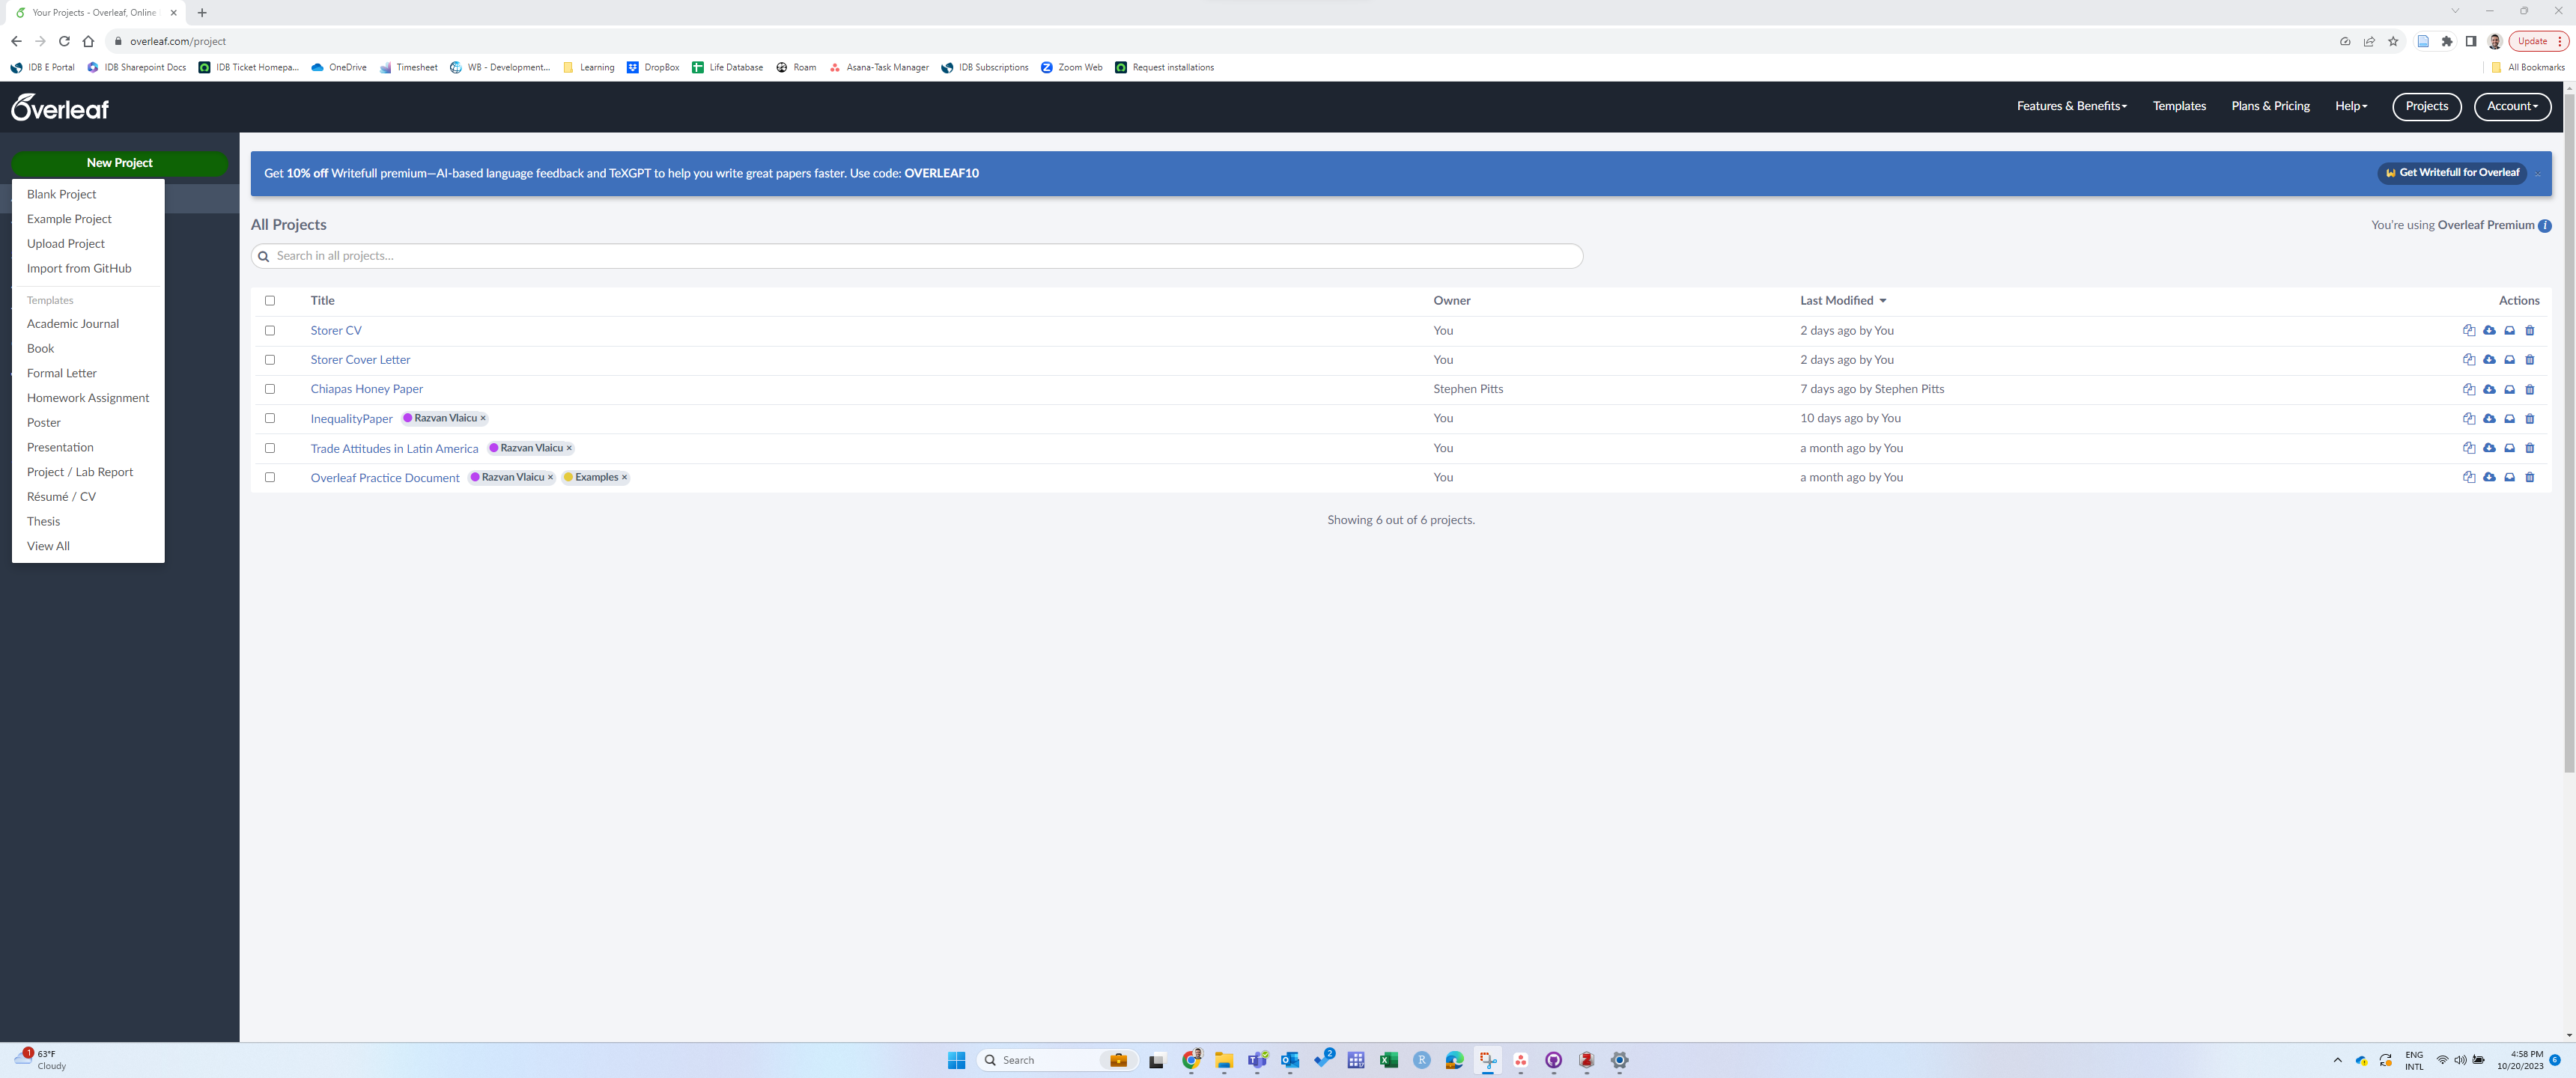 Your Projects - Overleaf, Online
overleaf.com/project
Update
IDB E Portal IDB Sharepoint Docs IDB Ticket Homepa... OneDrive Timesheet WB - Development... Learning DropBox Life Database Roam Asana-Task Manager IDB Subscriptions Zoom Web Request installations All Bookmarks
Overleaf Features & Benefits Templates Plans & Pricing Help Projects Account
New Project
Blank Project
Example Project
Upload Project
Import from GitHub
Templates
Academic Journal
Book
Formal Letter
Homework Assignment
Poster
Presentation
Project / Lab Report
Résumé / CV
Thesis
View All
Get 10% off Writefull premium—AI-based language feedback and TeXGPT to help you write great papers faster. Use code: OVERLEAF10 Get Writefull for Overleaf
All Projects You're using Overleaf Premium i
Search in all projects...
Title Owner Last Modified Actions
Storer CV You 2 days ago by You
Storer Cover Letter You 2 days ago by You
Chiapas Honey Paper Stephen Pitts 7 days ago by Stephen Pitts
InequalityPaper Razvan Vlaicu × You 10 days ago by You
Trade Attitudes in Latin America Razvan Vlaicu × You a month ago by You
Overleaf Practice Document Razvan Vlaicu × Examples × You a month ago by You
Showing 6 out of 6 projects.
1 63°F
Cloudy
Search
2
ENG
INTL
4:58 PM
10/20/2023
6